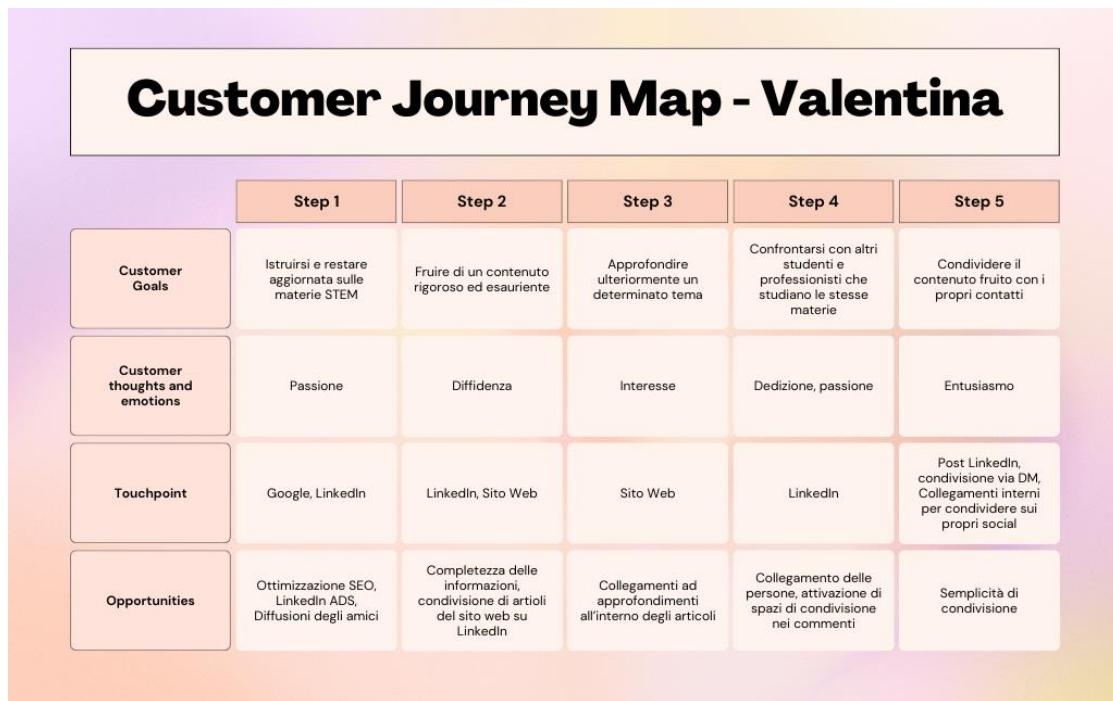 Customer Journey Map - Valentina
Step 1
Step 2
Step 3
Step 4
Step 5
Customer
Goals
Istruirsi e restare
aggiornata sulle
materie STEM
Fruire di un contenuto
rigoroso ed esauriente
Approfondire
ulteriormente un
determinato tema
Confrontarsi con altri
studenti e
professionisti che
studiano le stesse
materie
Condividere il
contenuto fruito con i
propri contatti
Customer
thoughts and
emotions
Passione
Diffidenza
Interesse
Dedizione, passione
Entusiasmo
Touchpoint
Google, LinkedIn
LinkedIn, Sito Web
Sito Web
LinkedIn
Post LinkedIn,
condivisione via DM,
Collegamenti interni
per condividere sui
propri social
Opportunities
Ottimizzazione SEO,
LinkedIn ADS,
Diffusioni degli amici
Completezza delle
informazioni,
condivisione di artioli
del sito web su
LinkedIn
Collegamenti ad
approfondimenti
all'interno degli articoli
Collegamento delle
persone, attivazione di
spazi di condivisione
nei commenti
Semplicità di
condivisione